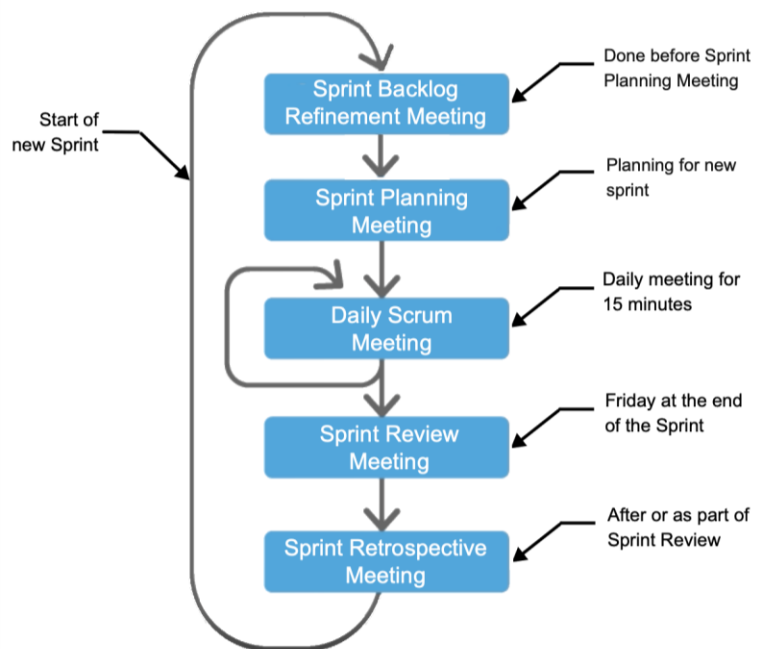 Done before Sprint
Planning Meeting
Sprint Backlog
Refinement Meeting
Start of
new Sprint
Planning for new
sprint
Sprint Planning
Meeting
Daily meeting for
15 minutes
Daily Scrum
Meeting
Friday at the end
of the Sprint
Sprint Review
Meeting
After or as part of
Sprint Review
Sprint Retrospective
Meeting